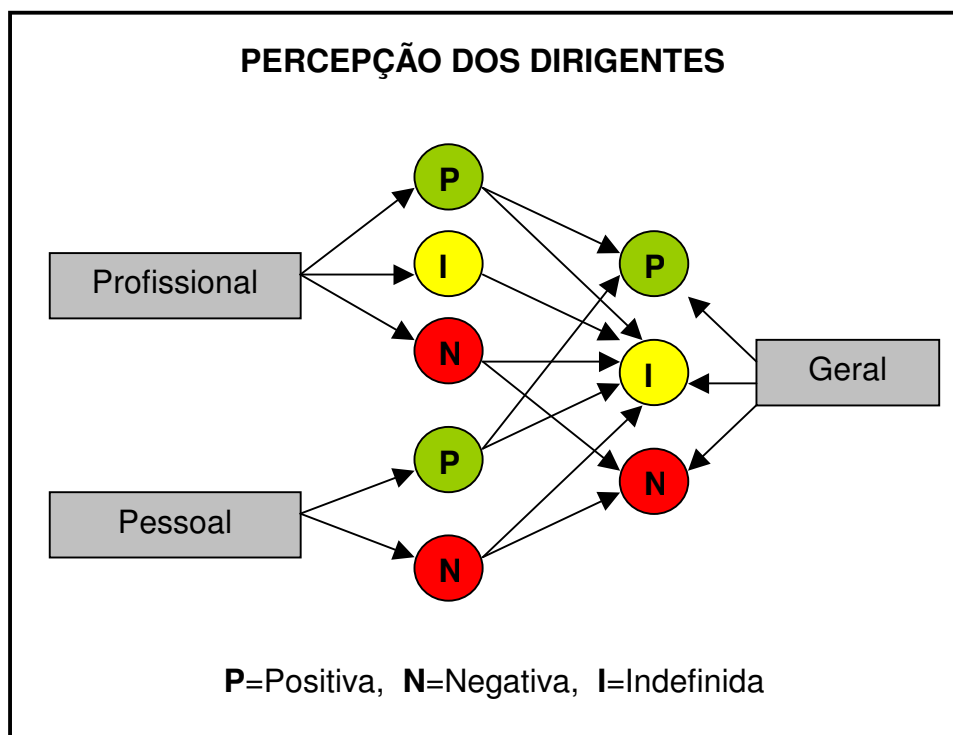 PERCEPÇÃO DOS DIRIGENTES
P
I
N
Profissional
P
N
Pessoal
P
I
N
Geral
P=Positiva, N=Negativa, I=Indefinida